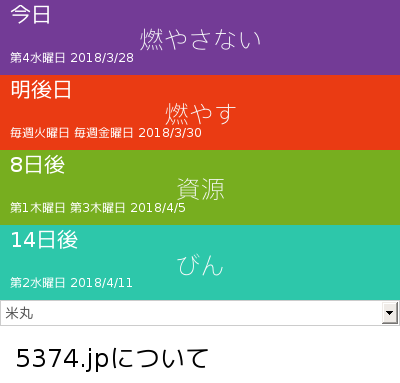 今日
燃やさない
第4水曜日 2018/3/28
明後日
燃やす
毎週火曜日 毎週金曜日 2018/3/30
8日後
資源
第1木曜日 第3木曜日 2018/4/5
14日後
びん
第2水曜日 2018/4/11
米丸
5374.jpについて